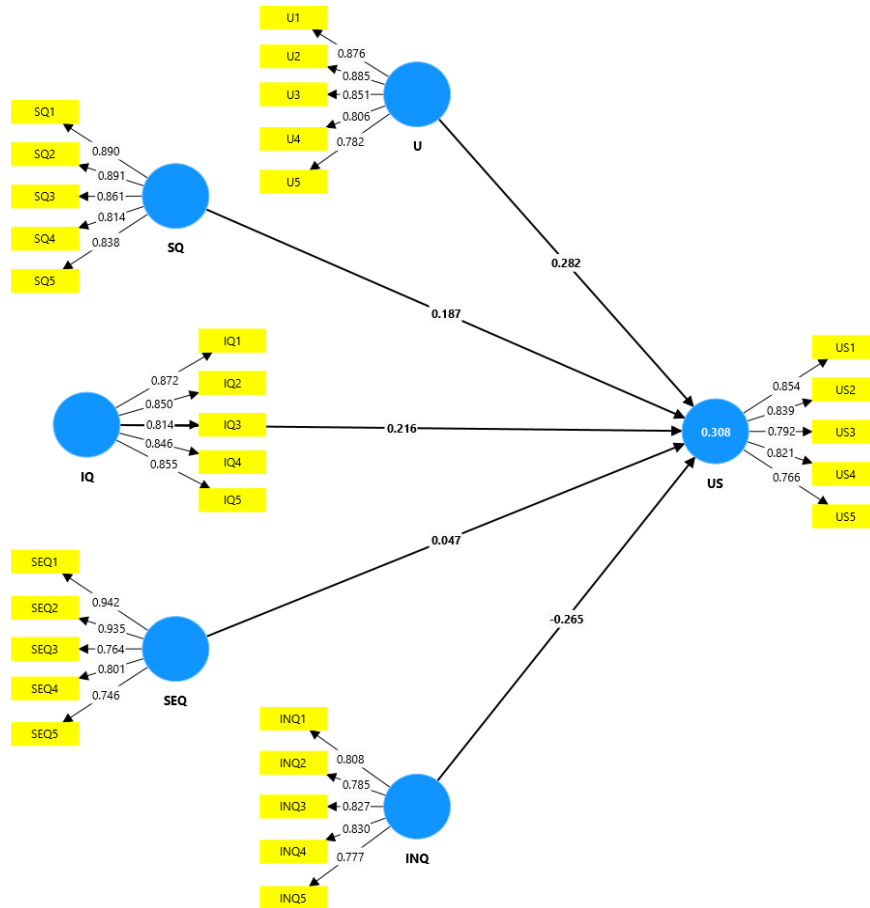 U1
U2
U3
U4
U5
0.876
0.885
0.851
0.806
0.782
U
SQ1
SQ2
SQ3
SQ4
SQ5
0.890
0.891
0.861
0.814
0.838
SQ
0.282
0.187
IQ1
IQ2
IQ3
IQ4
IQ5
0.872
0.850
0.814
0.846
0.855
IQ
0.216
US1
US2
US3
US4
US5
0.854
0.839
0.792
0.821
0.766
0.308
US
SEQ1
SEQ2
SEQ3
SEQ4
SEQ5
0.942
0.935
0.764
0.801
0.746
SEQ
0.047
-0.265
INQ1
INQ2
INQ3
INQ4
INQ5
0.808
0.785
0.827
0.830
0.777
INQ